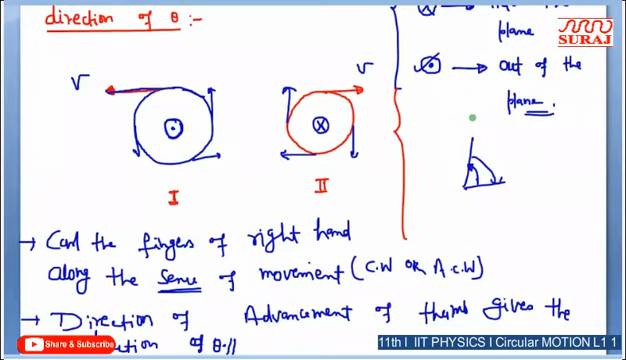 direction of θ :-
plane
SURAJ
⊙ → out of the
plane.
V
V
I
II
→ Curl the fingers of right hand
along the sense of movement (C.W OR A.C.W)
→ Direction of Advancement of thumb gives the
of θ.//
Share & Subscribe
11th I IIT PHYSICS I Circular MOTION L1 1